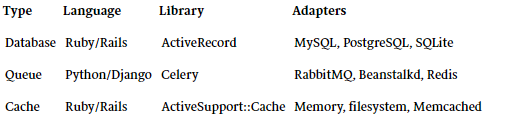 Type Language Library Adapters
Database Ruby/Rails ActiveRecord MySQL, PostgreSQL, SQLite
Queue Python/Django Celery RabbitMQ, Beanstalkd, Redis
Cache Ruby/Rails ActiveSupport::Cache Memory, filesystem, Memcached